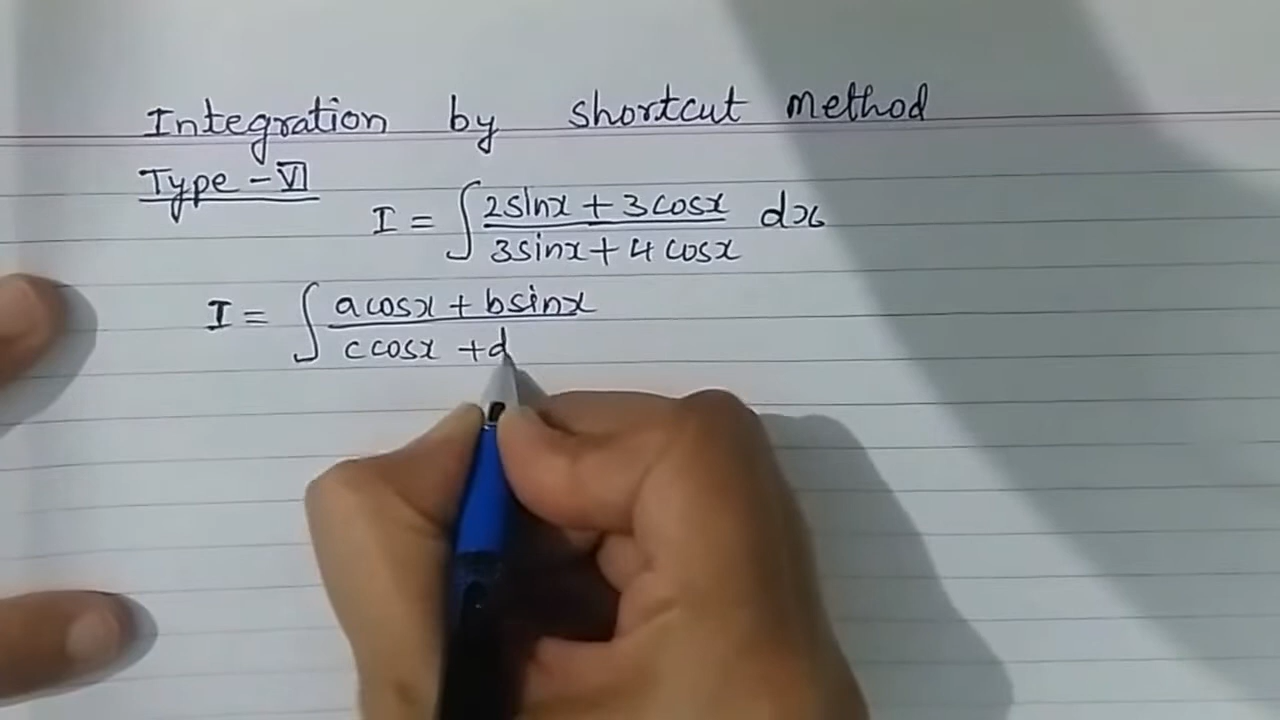 Integration by shortcut method
Type - VI
I = ∫ 2sinx + 3cosx / 3sinx + 4cosx dx
I = ∫ acosx + bsinx / ccosx + d